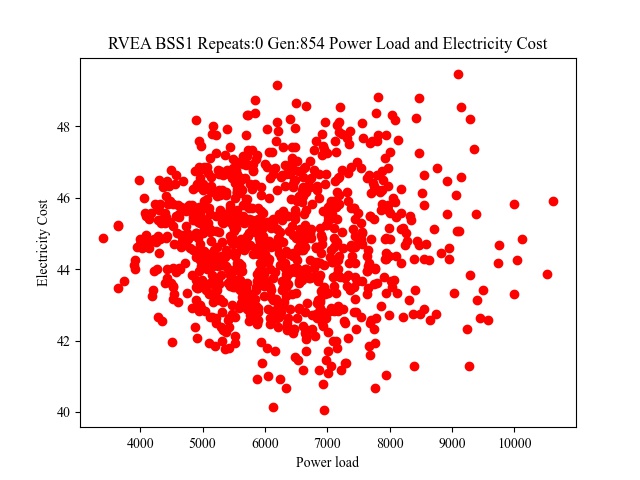 RVEA BSS1 Repeats:0 Gen:854 Power Load and Electricity Cost
48
46
44
42
40
Electricity Cost
4000 5000 6000 7000 8000 9000 10000
Power load